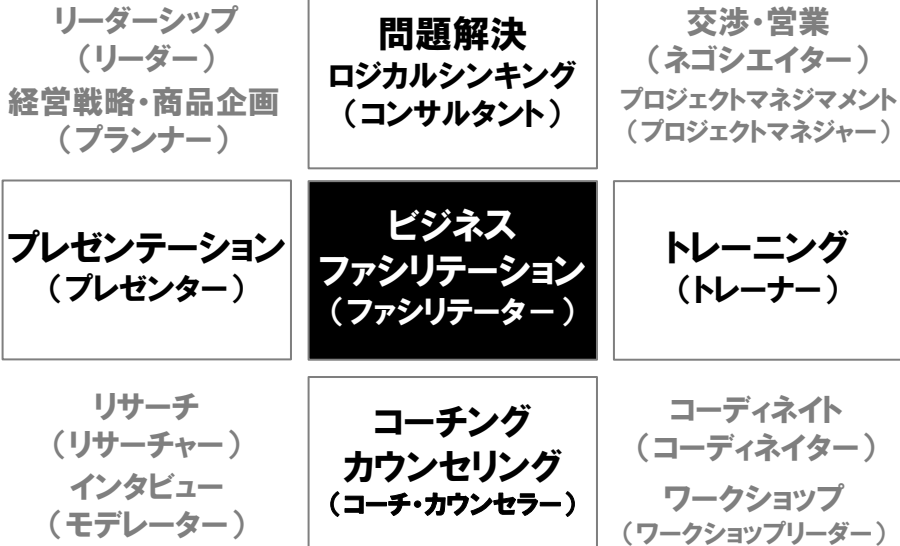 リーダーシップ
（リーダー）
経営戦略・商品企画
（プランナー）
問題解決
ロジカルシンキング
（コンサルタント）
交渉・営業
（ネゴシエイター）
プロジェクトマネジマメント
（プロジェクトマネジャー）
プレゼンテーション
（プレゼンター）
ビジネス
ファシリテーション
（ファシリテーター）
トレーニング
（トレーナー）
リサーチ
（リサーチャー）
インタビュー
（モデレーター）
コーチング
カウンセリング
（コーチ・カウンセラー）
コーディネイト
（コーディネイター）
ワークショップ
（ワークショップリーダー）